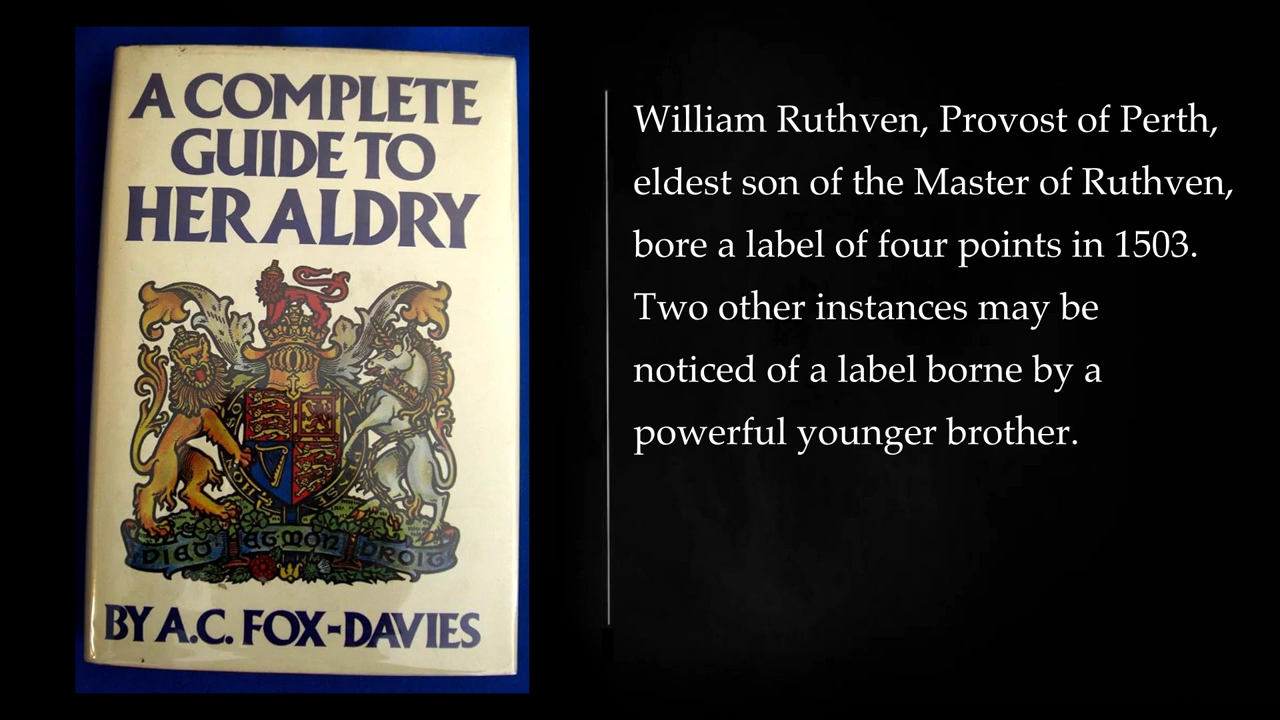 A COMPLETE
GUIDE TO
HERALDRY
DIEU ET MON DROIT
BY A.C. FOX-DAVIES
William Ruthven, Provost of Perth,
eldest son of the Master of Ruthven,
bore a label of four points in 1503.
Two other instances may be
noticed of a label borne by a
powerful younger brother.